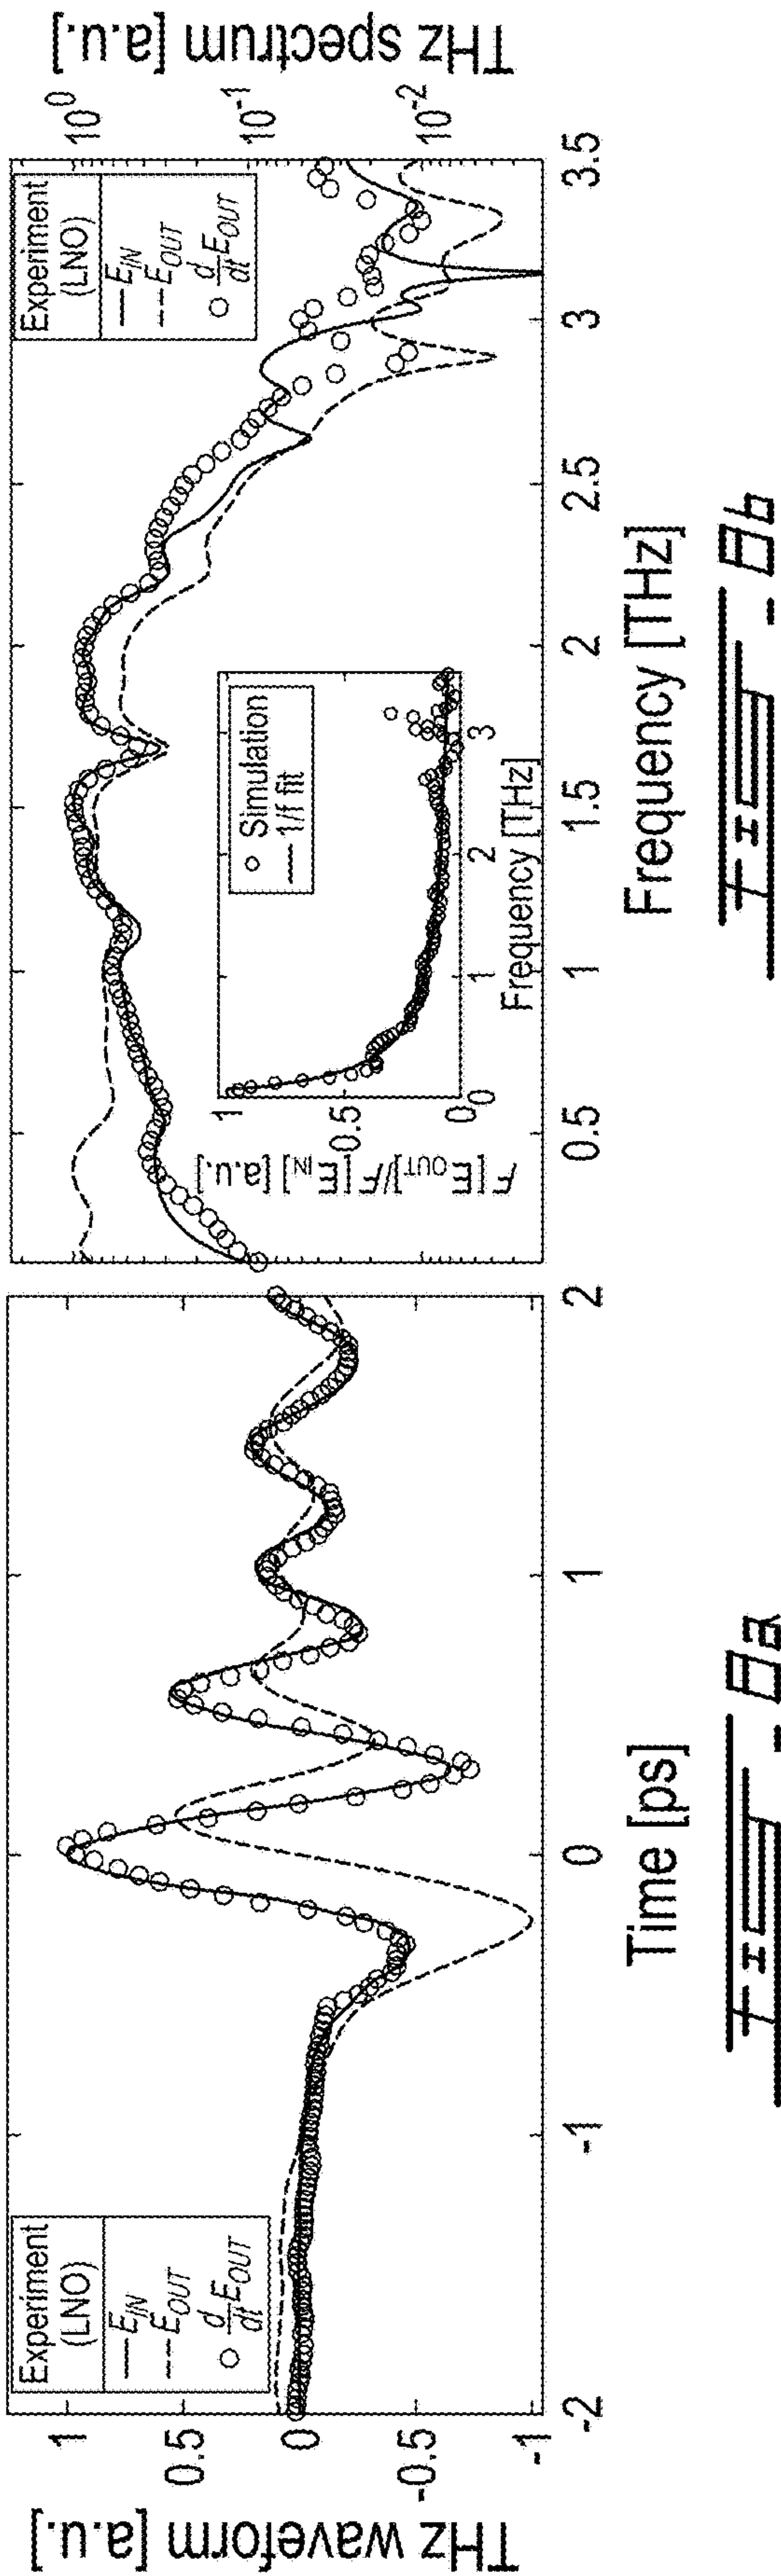 THz waveform [a.u.]
1
0.5
0
-0.5
-1
Experiment
(LNO)
E_IN
E_OUT
d/dt E_OUT
-2
-1
0
1
2
Time [ps]
Fig. 8a
Experiment
(LNO)
E_IN
E_OUT
d/dt E_OUT
10^0
10^-1
10^-2
THz spectrum [a.u.]
F[E_OUT]/F[E_IN] [a.u.]
1
0.5
0
Simulation
1/f fit
0
1
2
3
Frequency [THz]
0.5
1
1.5
2
2.5
3
3.5
Frequency [THz]
Fig. 8b